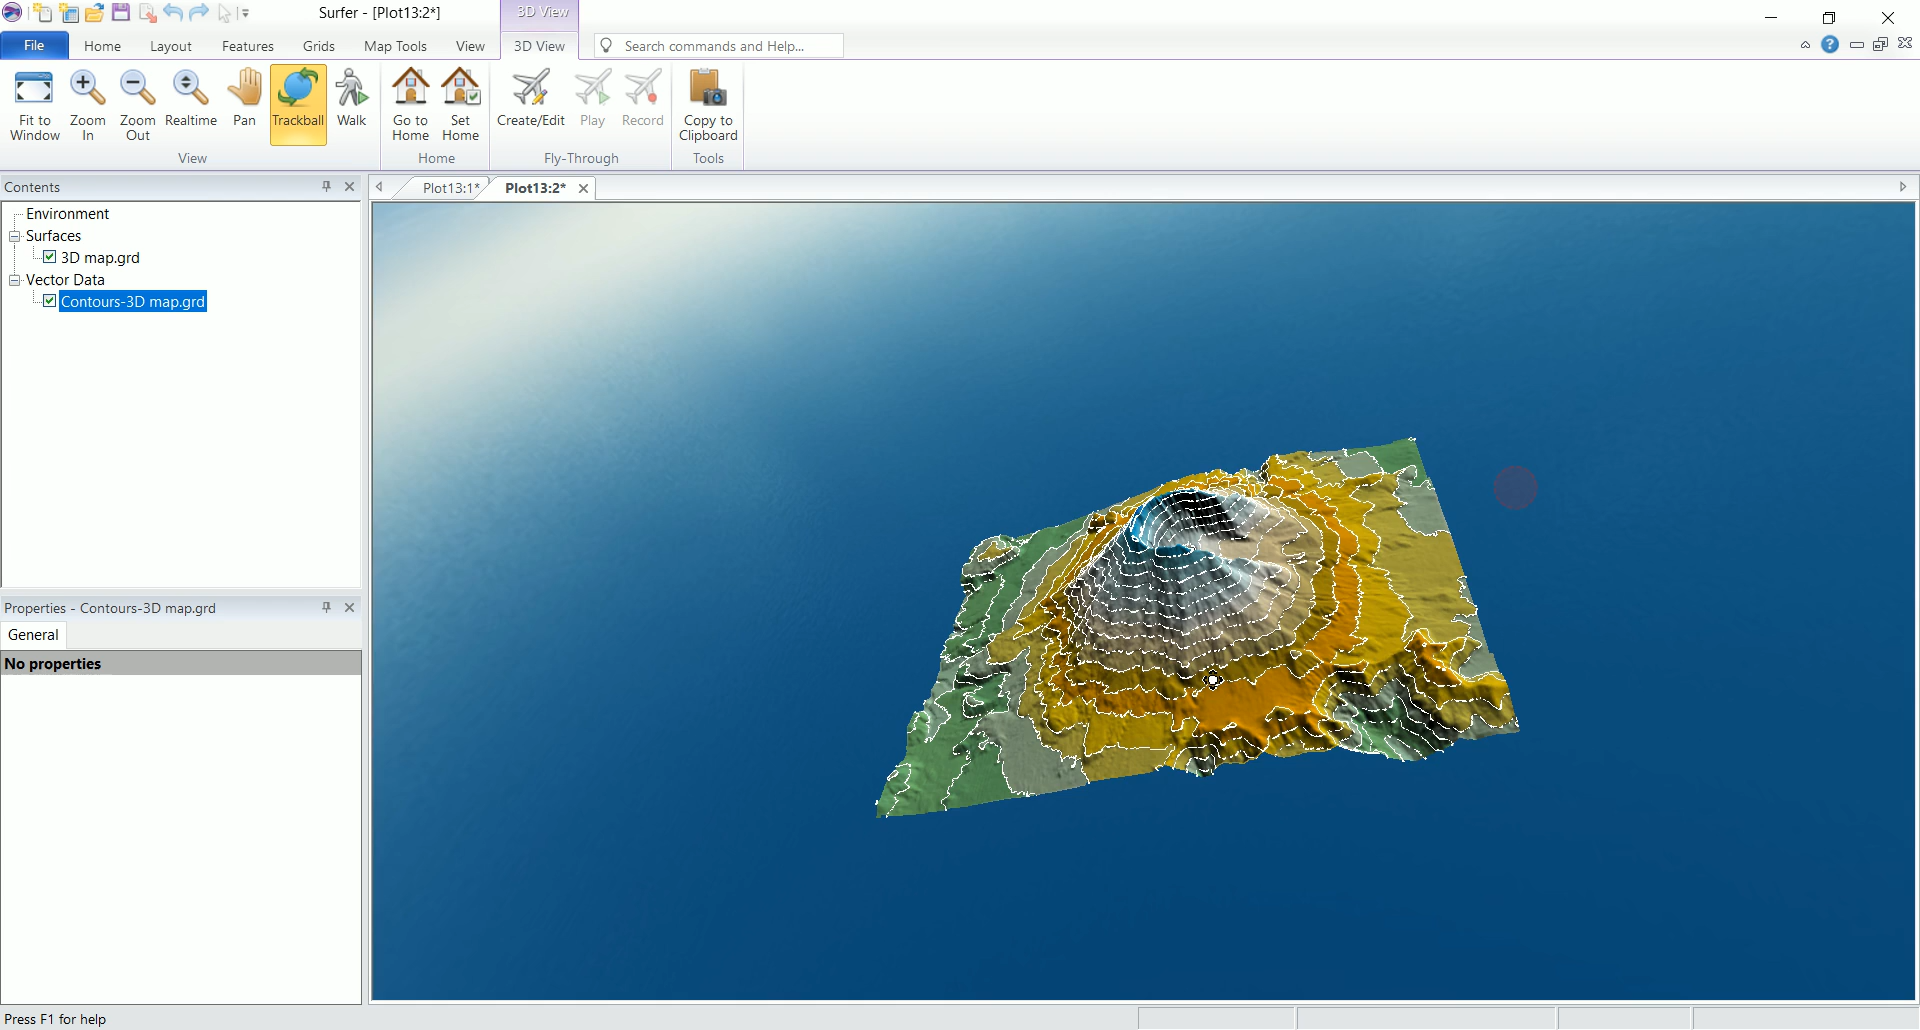 Surfer - [Plot13:2*]
3D View
File
Home
Layout
Features
Grids
Map Tools
View
3D View
Search commands and Help...
Fit to
Window
Zoom
In
Zoom
Out
Realtime
Pan
Trackball
Walk
Go to
Home
Set
Home
Create/Edit
Play
Record
Copy to
Clipboard
View
Home
Fly-Through
Tools
Contents
Plot13:1*
Plot13:2*
Environment
Surfaces
3D map.grd
Vector Data
Contours-3D map.grd
Properties - Contours-3D map.grd
General
No properties
Press F1 for help